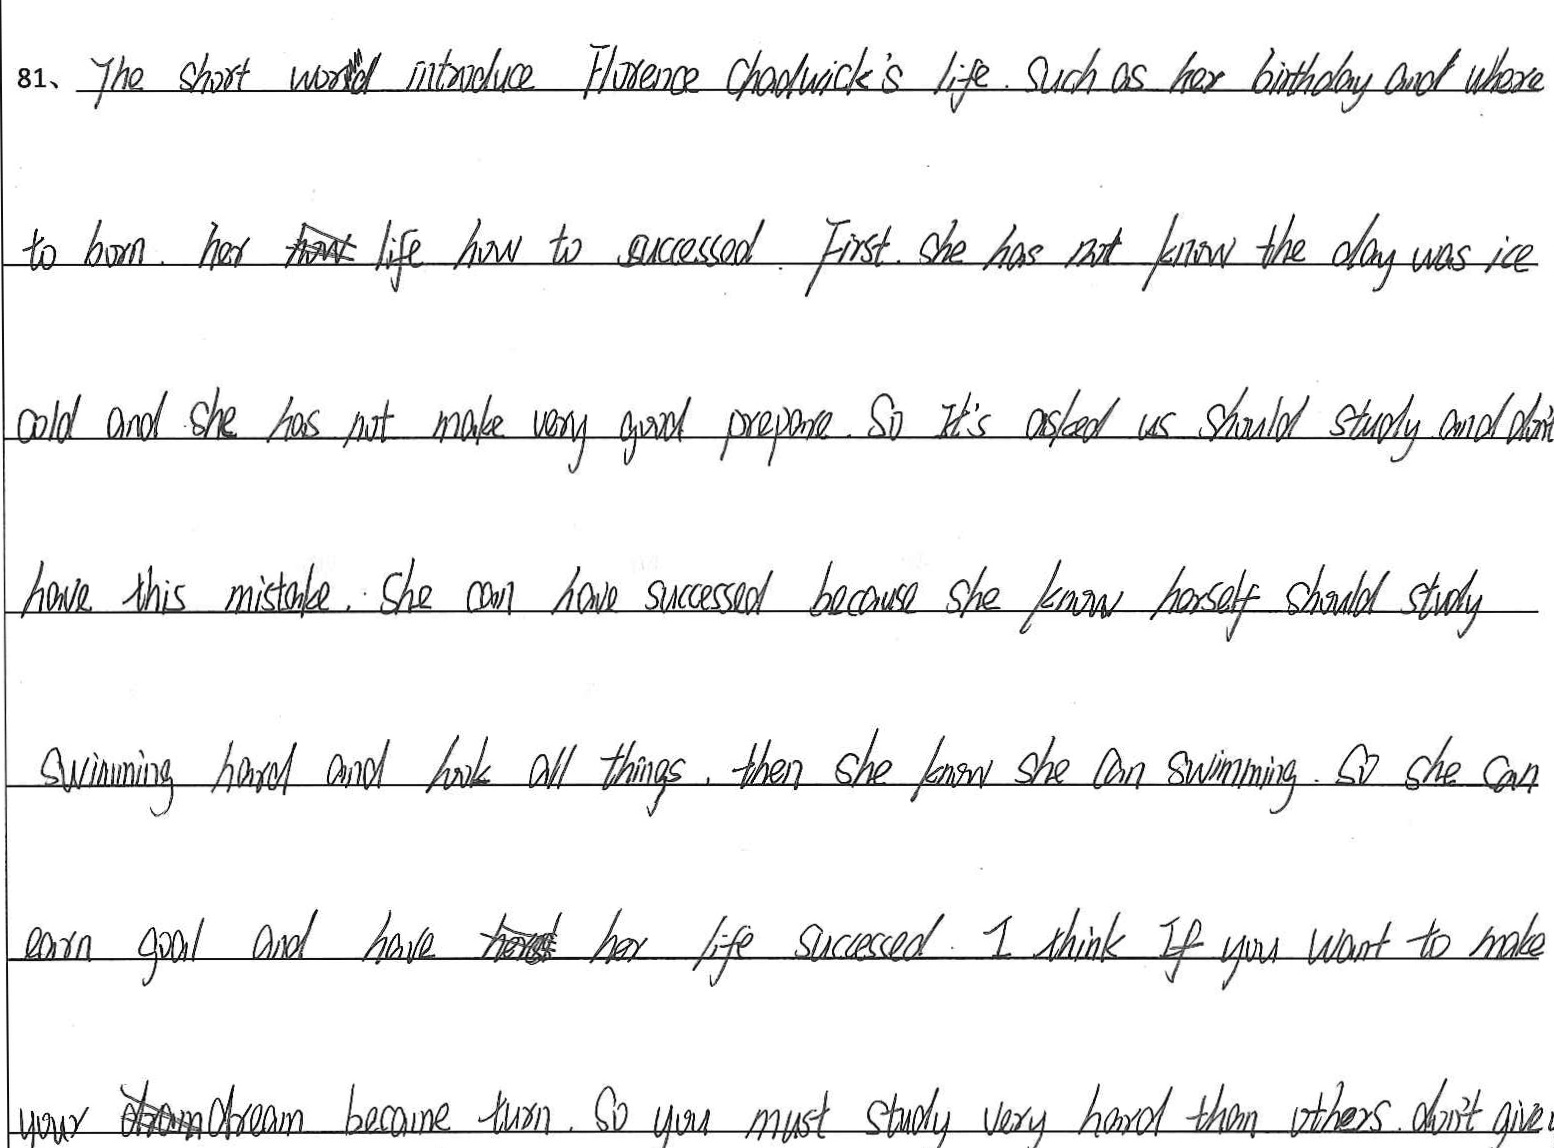 81、The short world introduce Florence Chadwick's life. Such as her birthday and where
to born. her life how to successed. First. she has not know the day was ice
cold and she has not make very good prepare. So It's asked us should study and don't
have this mistake. She can have successed because she know herself should study
swimming hard and look all things. then she know she can swimming. So she can
earn goal and have her life successed. I think If you want to make
your dream became turn. So you must study very hard than others. don't give